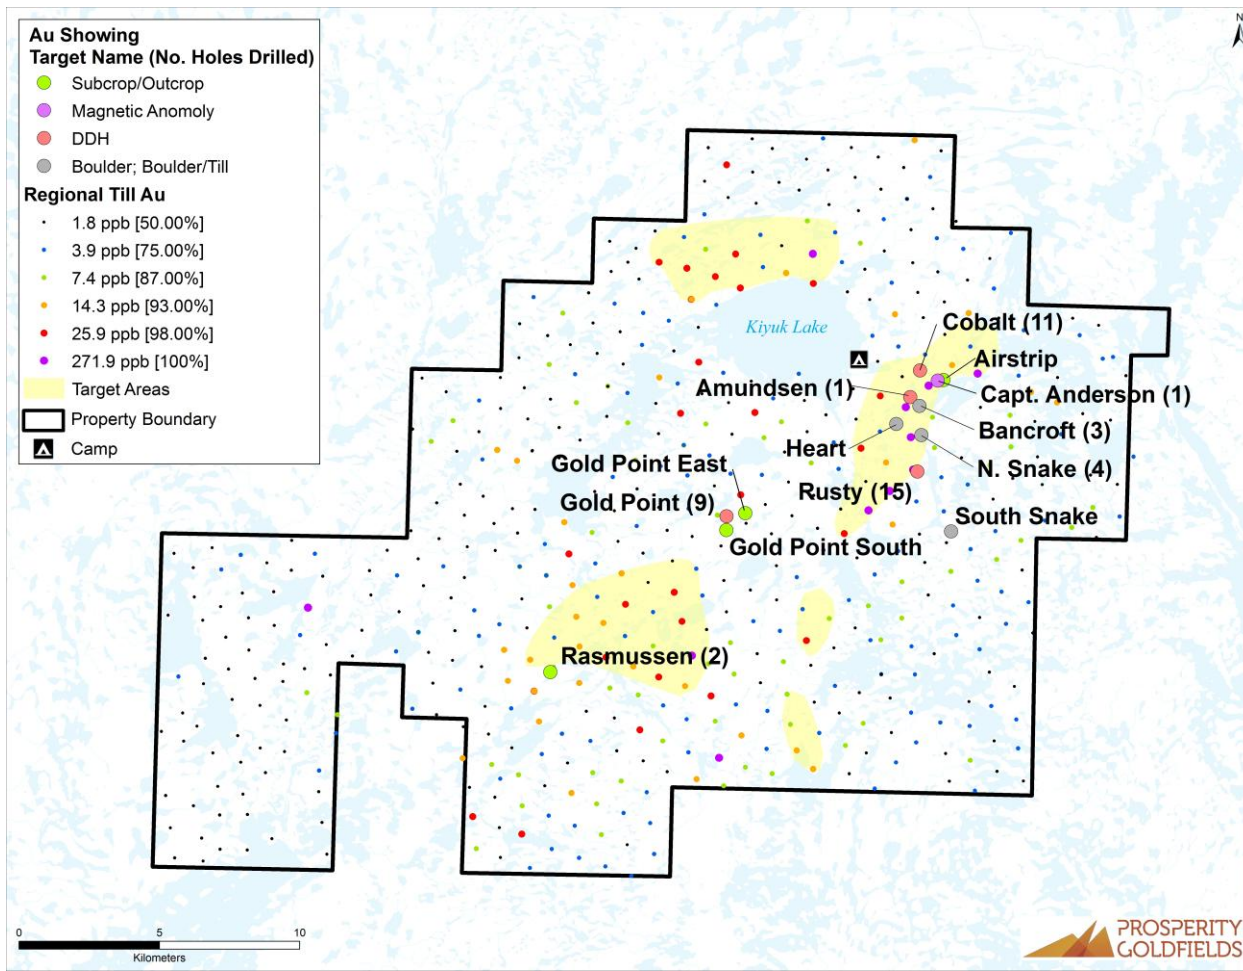 N
Au Showing
Target Name (No. Holes Drilled)
Subcrop/Outcrop
Magnetic Anomoly
DDH
Boulder; Boulder/Till
Regional Till Au
1.8 ppb [50.00%]
3.9 ppb [75.00%]
7.4 ppb [87.00%]
14.3 ppb [93.00%]
25.9 ppb [98.00%]
271.9 ppb [100%]
Target Areas
Property Boundary
Camp
Kiyuk Lake
Cobalt (11)
Airstrip
Amundsen (1)
Capt. Anderson (1)
Bancroft (3)
Heart
Gold Point East
N. Snake (4)
Gold Point (9)
Rusty (15)
South Snake
Gold Point South
Rasmussen (2)
0
5
10
Kilometers
PROSPERITY
GOLDFIELDS